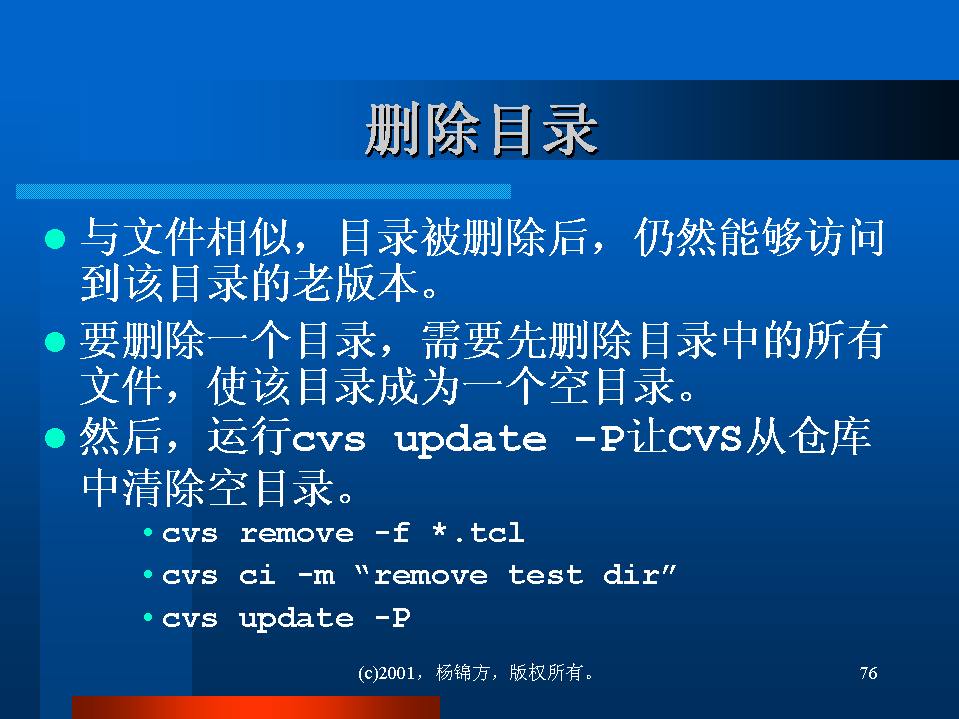 删除目录
与文件相似，目录被删除后，仍然能够访问
到该目录的老版本。
要删除一个目录，需要先删除目录中的所有
文件，使该目录成为一个空目录。
然后，运行cvs update -P让CVS从仓库
中清除空目录。
cvs remove -f *.tcl
cvs ci -m “remove test dir”
cvs update -P
(c)2001，杨锦方，版权所有。
76